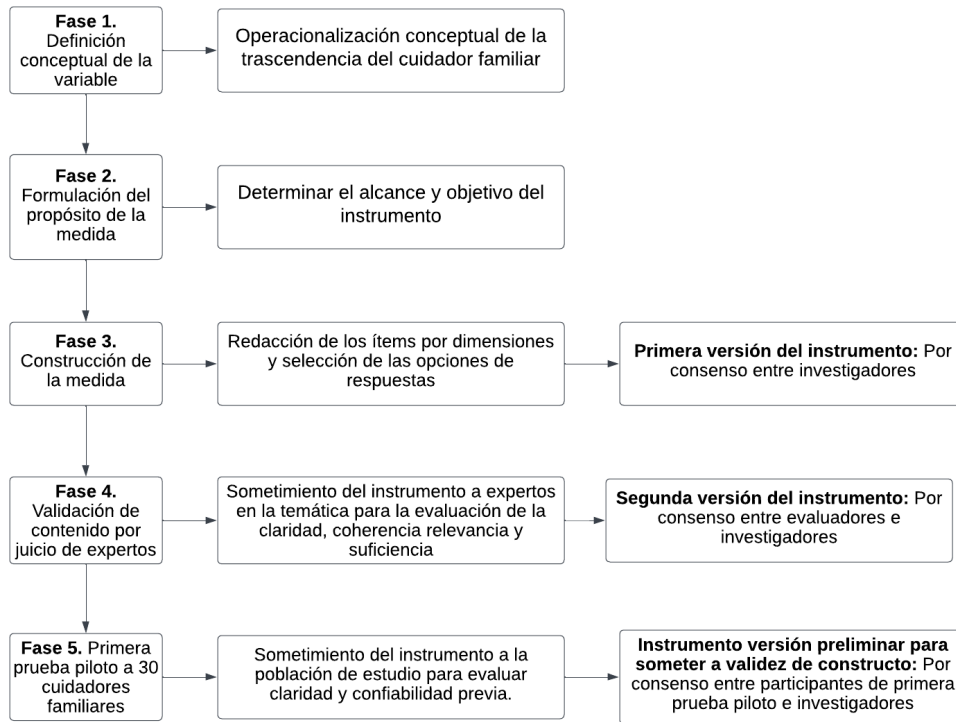 Fase 1.
Definición
conceptual de la
variable
Operacionalización conceptual de la
trascendencia del cuidador familiar
Fase 2.
Formulación del
propósito de la
medida
Determinar el alcance y objetivo del
instrumento
Fase 3.
Construcción de
la medida
Redacción de los ítems por dimensiones
y selección de las opciones de
respuestas
Primera versión del instrumento: Por
consenso entre investigadores
Fase 4.
Validación de
contenido por
juicio de expertos
Sometimiento del instrumento a expertos
en la temática para la evaluación de la
claridad, coherencia relevancia y
suficiencia
Segunda versión del instrumento: Por
consenso entre evaluadores e
investigadores
Fase 5. Primera
prueba piloto a 30
cuidadores
familiares
Sometimiento del instrumento a la
población de estudio para evaluar
claridad y confiabilidad previa.
Instrumento versión preliminar para
someter a validez de constructo: Por
consenso entre participantes de primera
prueba piloto e investigadores